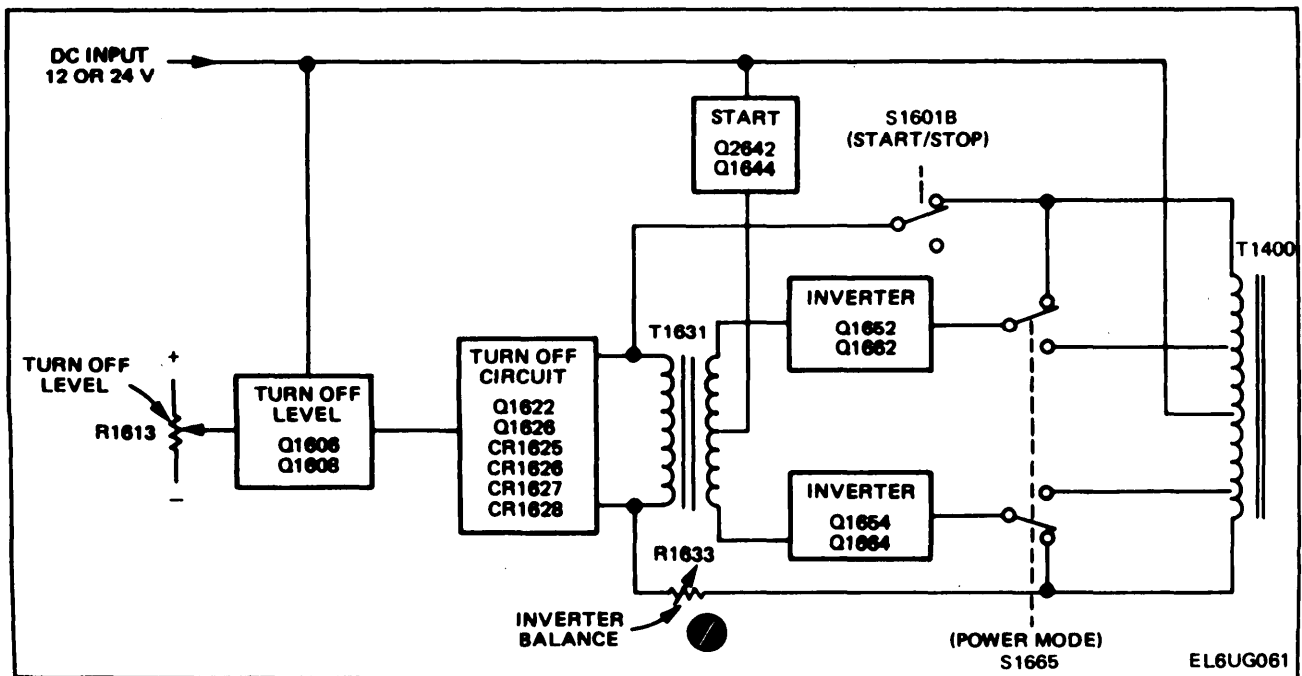 DC INPUT
12 OR 24 V
START
Q2642
Q1644
S1601B
(START/STOP)
T1400
INVERTER
Q1652
Q1662
T1631
TURN OFF
LEVEL
+
R1613
−
TURN OFF
LEVEL
Q1606
Q1608
TURN OFF
CIRCUIT
Q1622
Q1626
CR1625
CR1626
CR1627
CR1628
INVERTER
Q1654
Q1664
R1633
INVERTER
BALANCE
(POWER MODE)
S1665
EL6UG061